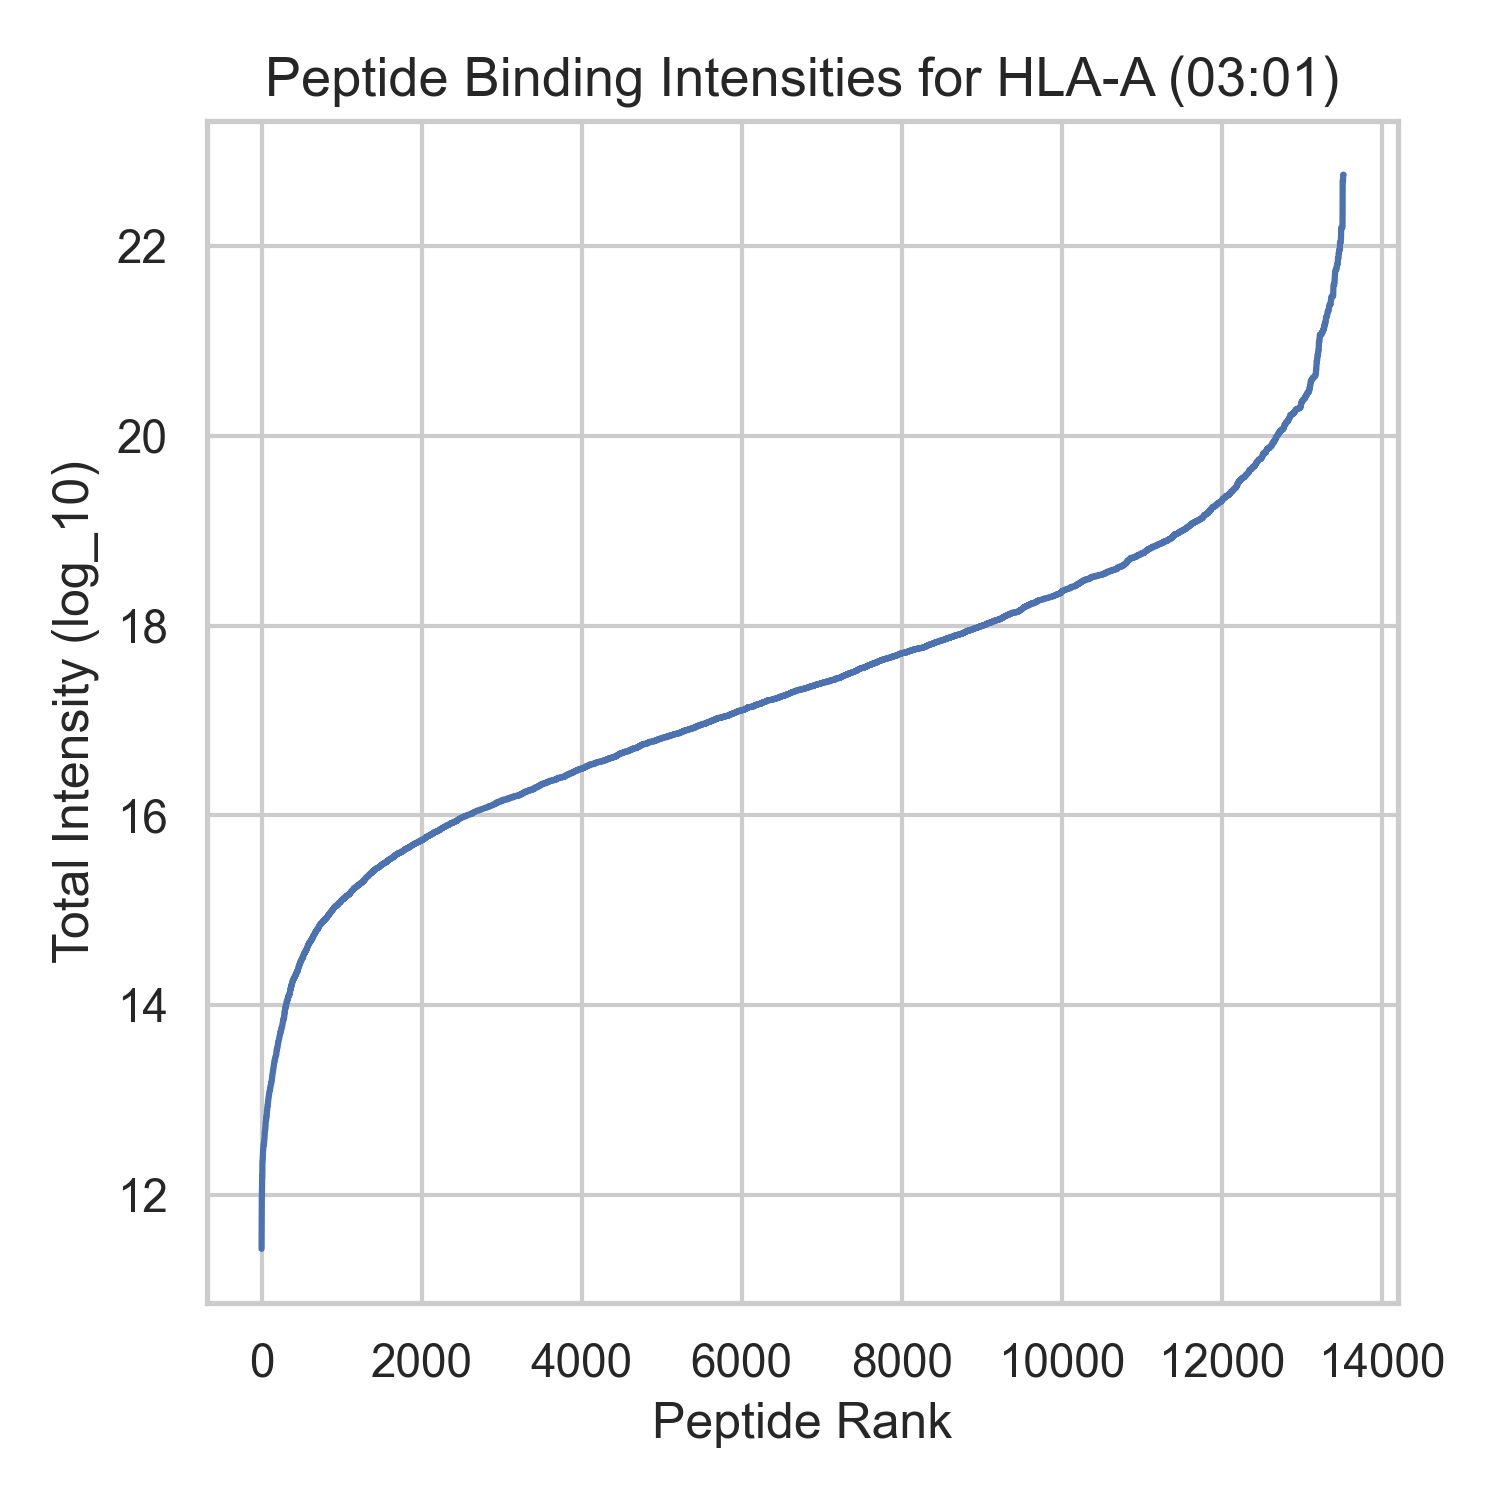 Peptide Binding Intensities for HLA-A (03:01)
22
20
18
16
14
12
Total Intensity (log_10)
0 2000 4000 6000 8000 10000 12000 14000
Peptide Rank